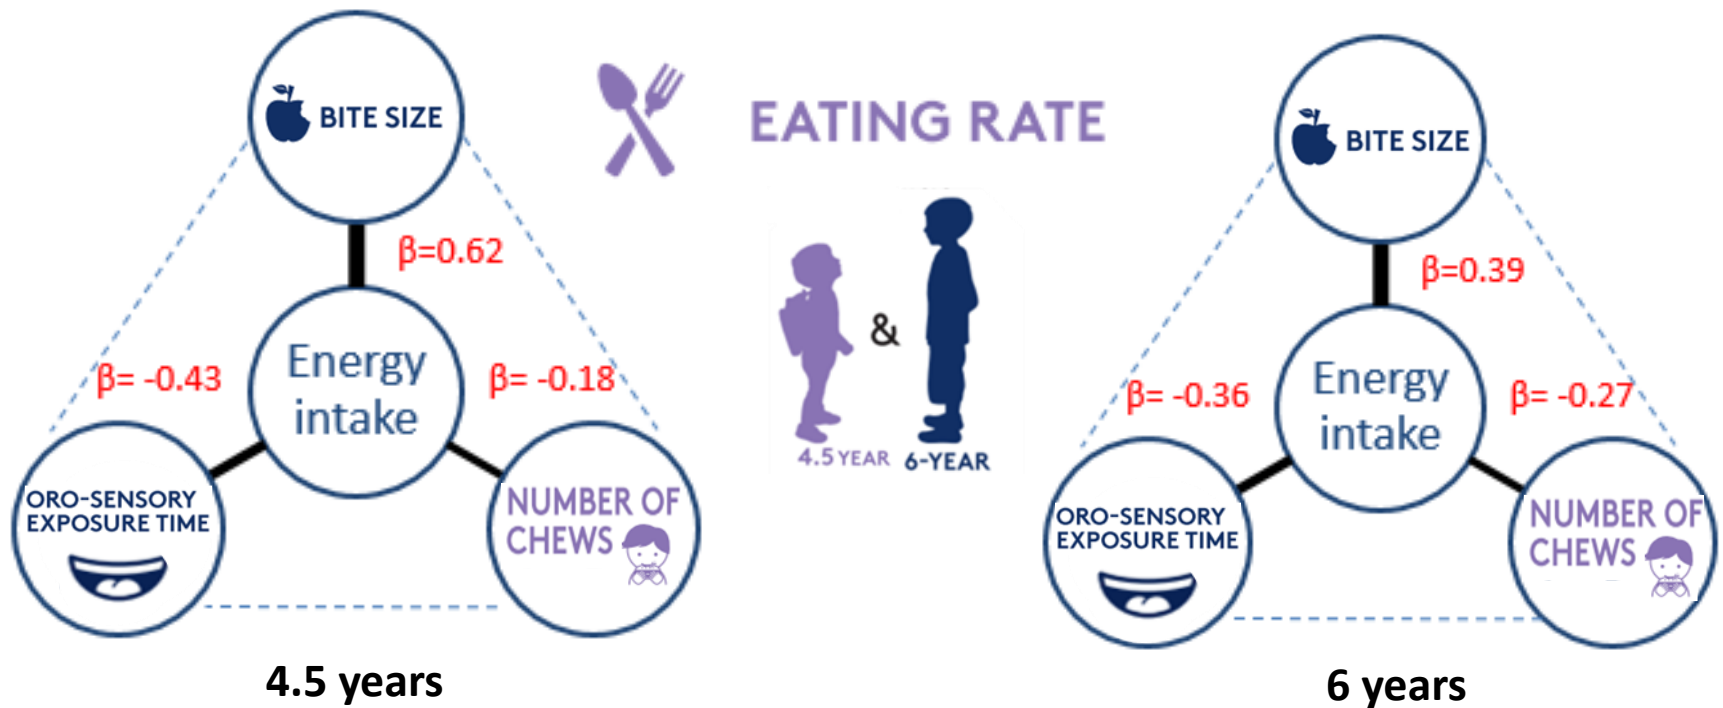 BITE SIZE
β=0.62
Energy
intake
β= -0.43
β= -0.18
ORO-SENSORY
EXPOSURE TIME
NUMBER OF
CHEWS
4.5 years
EATING RATE
&
4.5 YEAR
6-YEAR
BITE SIZE
β=0.39
Energy
intake
β= -0.36
β= -0.27
ORO-SENSORY
EXPOSURE TIME
NUMBER OF
CHEWS
6 years